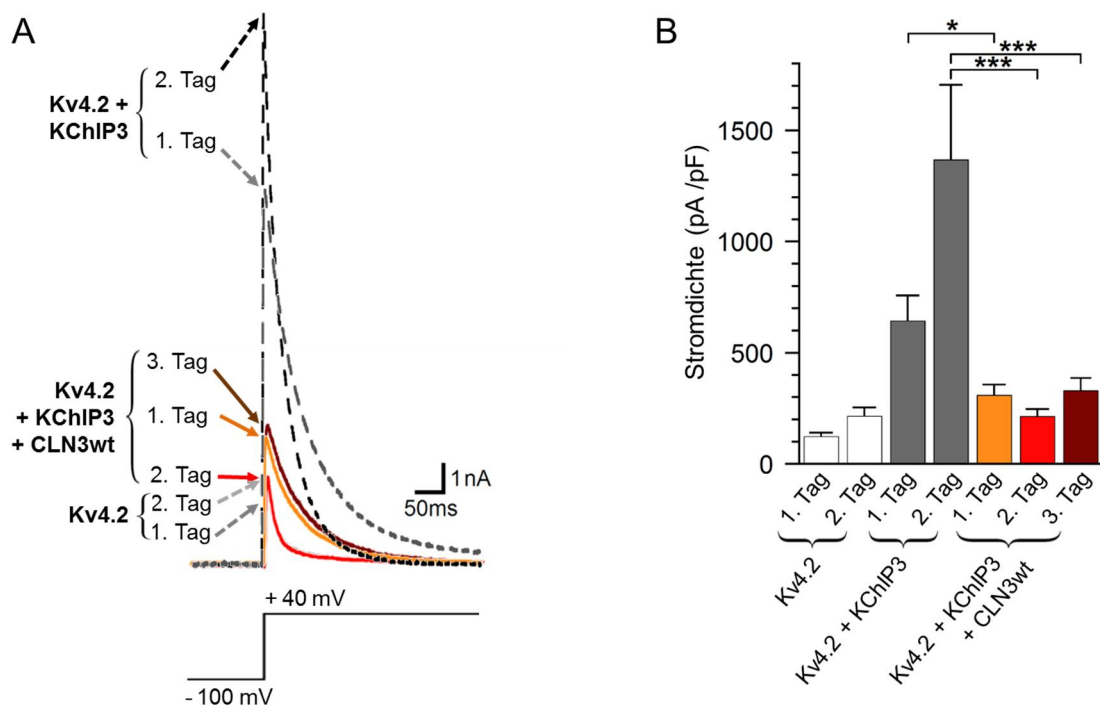 A
2. Tag
Kv4.2 +
KChIP3
1. Tag
3. Tag
Kv4.2
+ KChIP3
+ CLN3wt
1. Tag
2. Tag
Kv4.2
2. Tag
1. Tag
1nA
50ms
+ 40 mV
- 100 mV
B
*
***
***
Stromdichte (pA /pF)
1500
1000
500
0
1. Tag
2. Tag
1. Tag
2. Tag
1. Tag
2. Tag
3. Tag
Kv4.2
Kv4.2 + KChIP3
Kv4.2 + KChIP3
+ CLN3wt